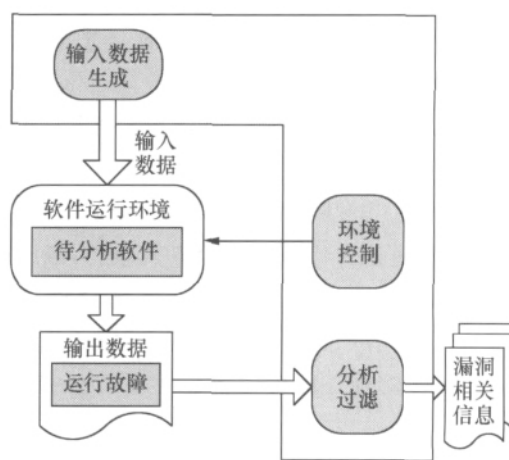 输入数据
生成
输入
数据
软件运行环境
待分析软件
环境
控制
输出数据
运行故障
分析
过滤
漏洞
相关
信息